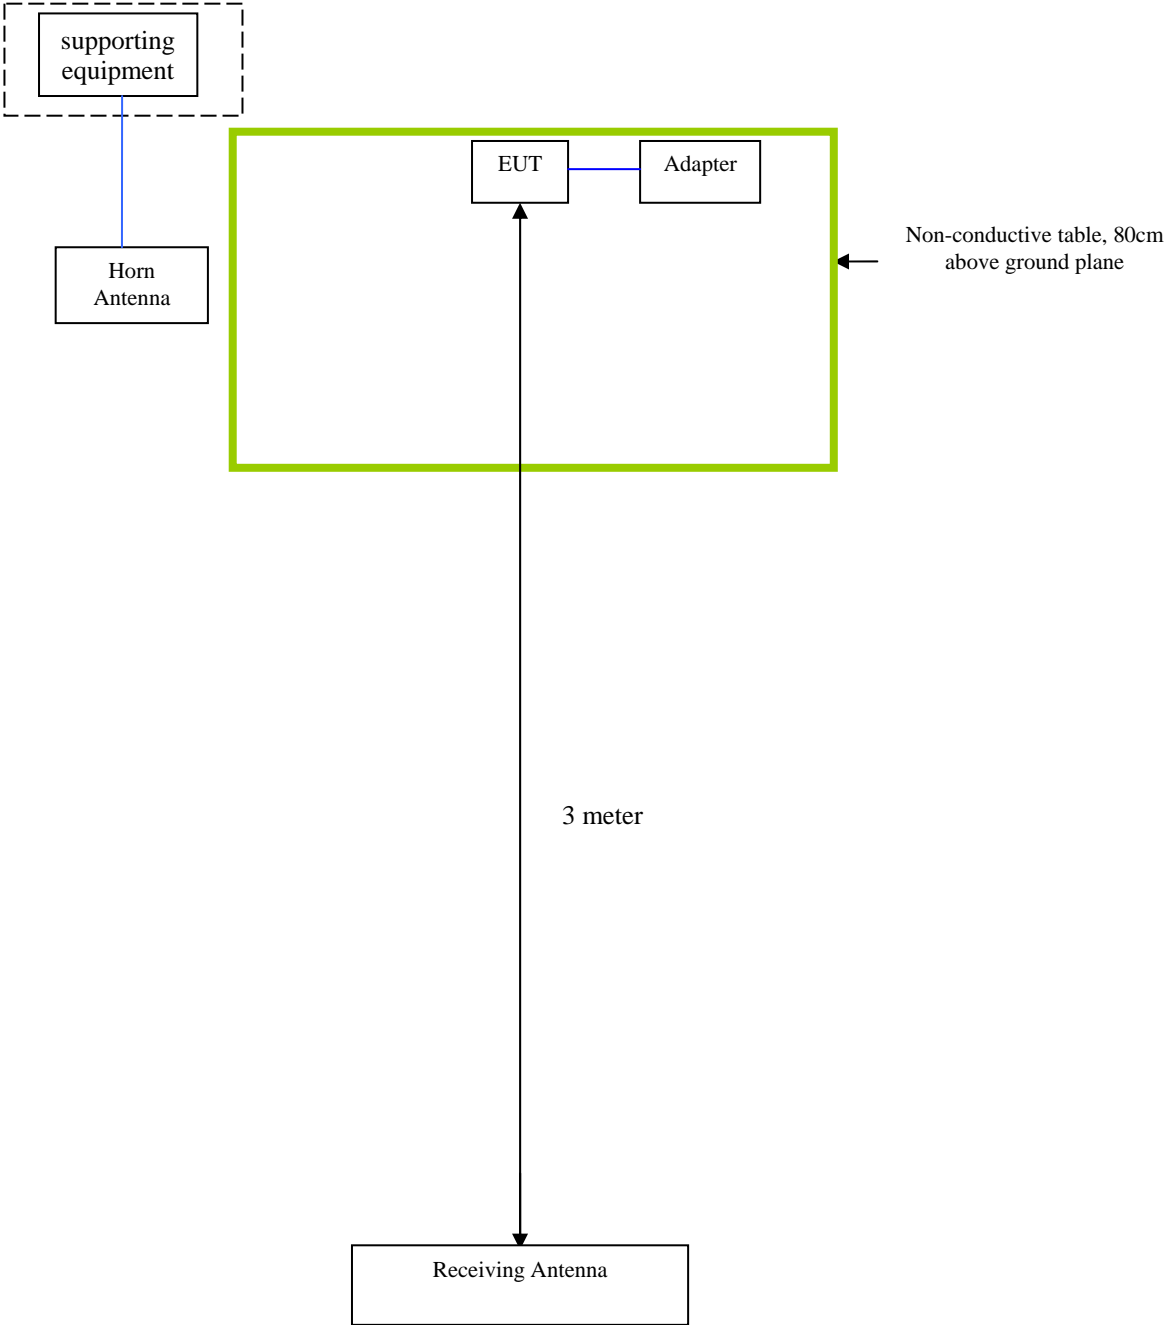 supporting
equipment
EUT
Adapter
Non-conductive table, 80cm
above ground plane
Horn
Antenna
3 meter
Receiving Antenna